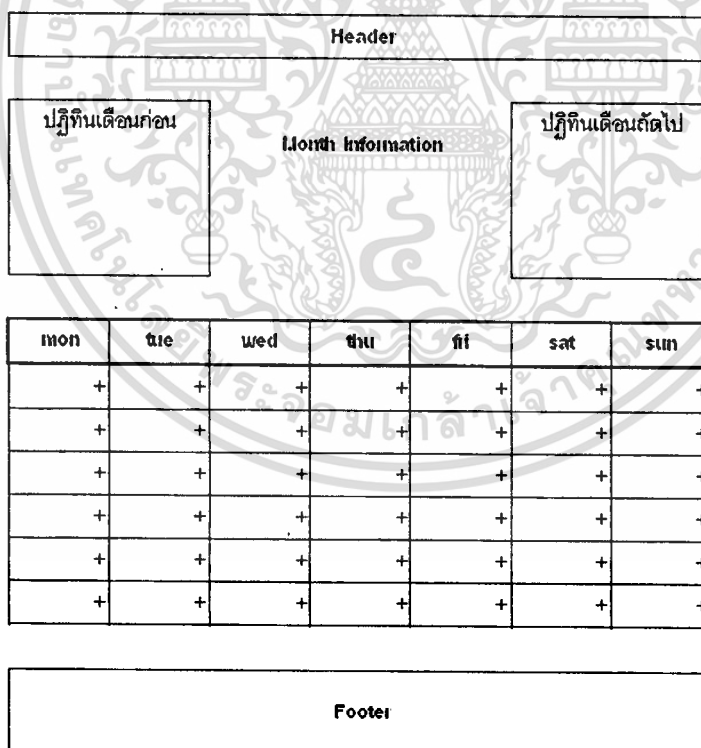 Header
ปฏิทินเดือนก่อน
Month Information
ปฏิทินเดือนถัดไป
mon tue wed thu fri sat sun
+ + + + + + +
+ + + + + + +
+ + + + + + +
+ + + + + + +
+ + + + + + +
+ + + + + + +
Footer